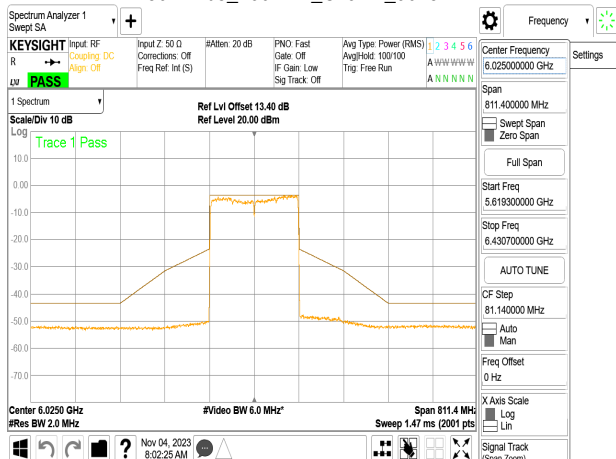 Spectrum Analyzer 1
Swept SA
Frequency
KEYSIGHT
R
LXI
PASS
Input: RF
Coupling: DC
Align: Off
Input Z: 50 Ω
Corrections: Off
Freq Ref: Int (S)
#Atten: 20 dB
PNO: Fast
Gate: Off
IF Gain: Low
Sig Track: Off
Avg Type: Power (RMS)
Avg|Hold: 100/100
Trig: Free Run
1 2 3 4 5 6
A W W W W W
A N N N N N
Center Frequency
6.025000000 GHz
Settings
Span
811.400000 MHz
Swept Span
Zero Span
Full Span
Start Freq
5.619300000 GHz
Stop Freq
6.430700000 GHz
AUTO TUNE
CF Step
81.140000 MHz
Auto
Man
Freq Offset
0 Hz
X Axis Scale
Log
Lin
Signal Track
(Span Zoom)
1 Spectrum
Scale/Div 10 dB
Ref Lvl Offset 13.40 dB
Ref Level 20.00 dBm
Log
Trace 1 Pass
10.0
0.00
-10.0
-20.0
-30.0
-40.0
-50.0
-60.0
-70.0
Center 6.0250 GHz
#Video BW 6.0 MHz*
Span 811.4 MHz
#Res BW 2.0 MHz
Sweep 1.47 ms (2001 pts)
Nov 04, 2023
8:02:25 AM